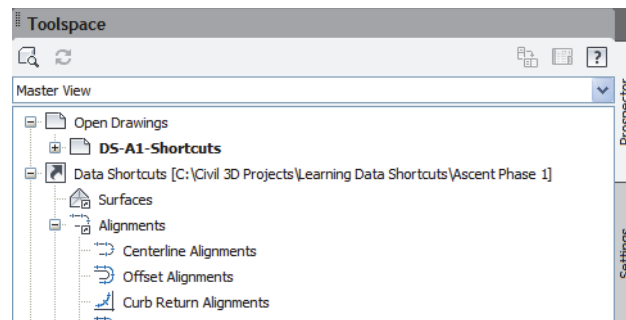 Toolspace
?
Master View
Open Drawings
DS-A1-Shortcuts
Data Shortcuts [C:\Civil 3D Projects\Learning Data Shortcuts\Ascent Phase 1]
Surfaces
Alignments
Centerline Alignments
Offset Alignments
Curb Return Alignments
Prospector
Settings